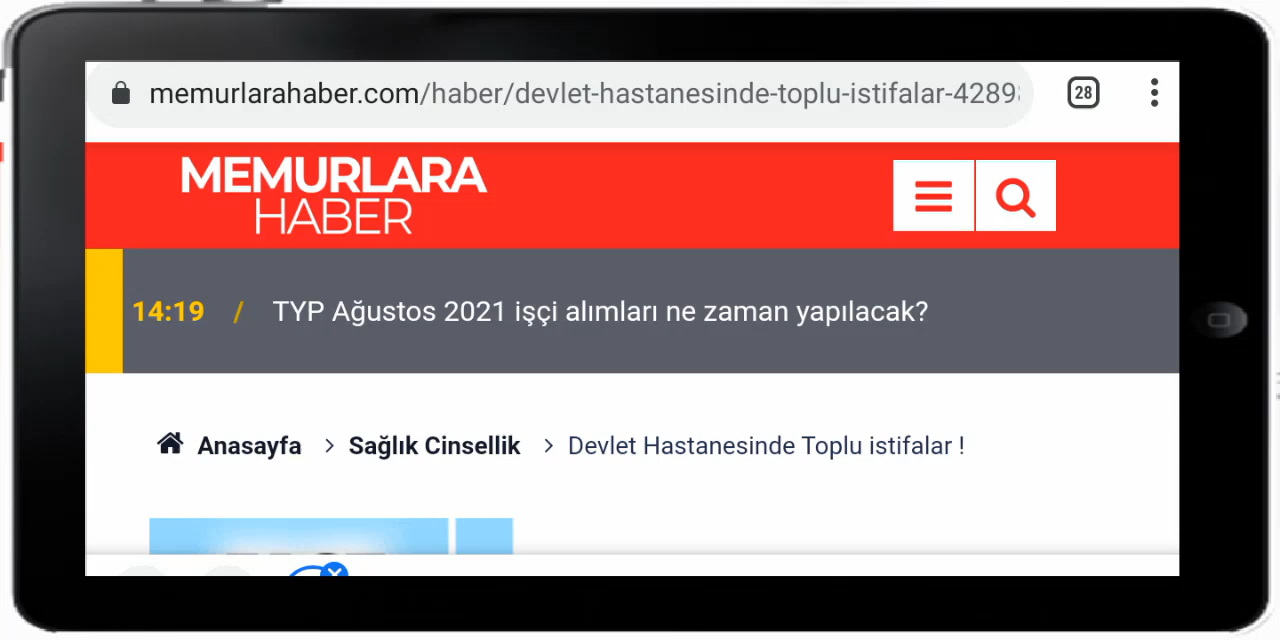 memurlarahaber.com/haber/devlet-hastanesinde-toplu-istifalar-4289
28
MEMURLARA
HABER
14:19 / TYP Ağustos 2021 işçi alımları ne zaman yapılacak?
Anasayfa > Sağlık Cinsellik > Devlet Hastanesinde Toplu istifalar !